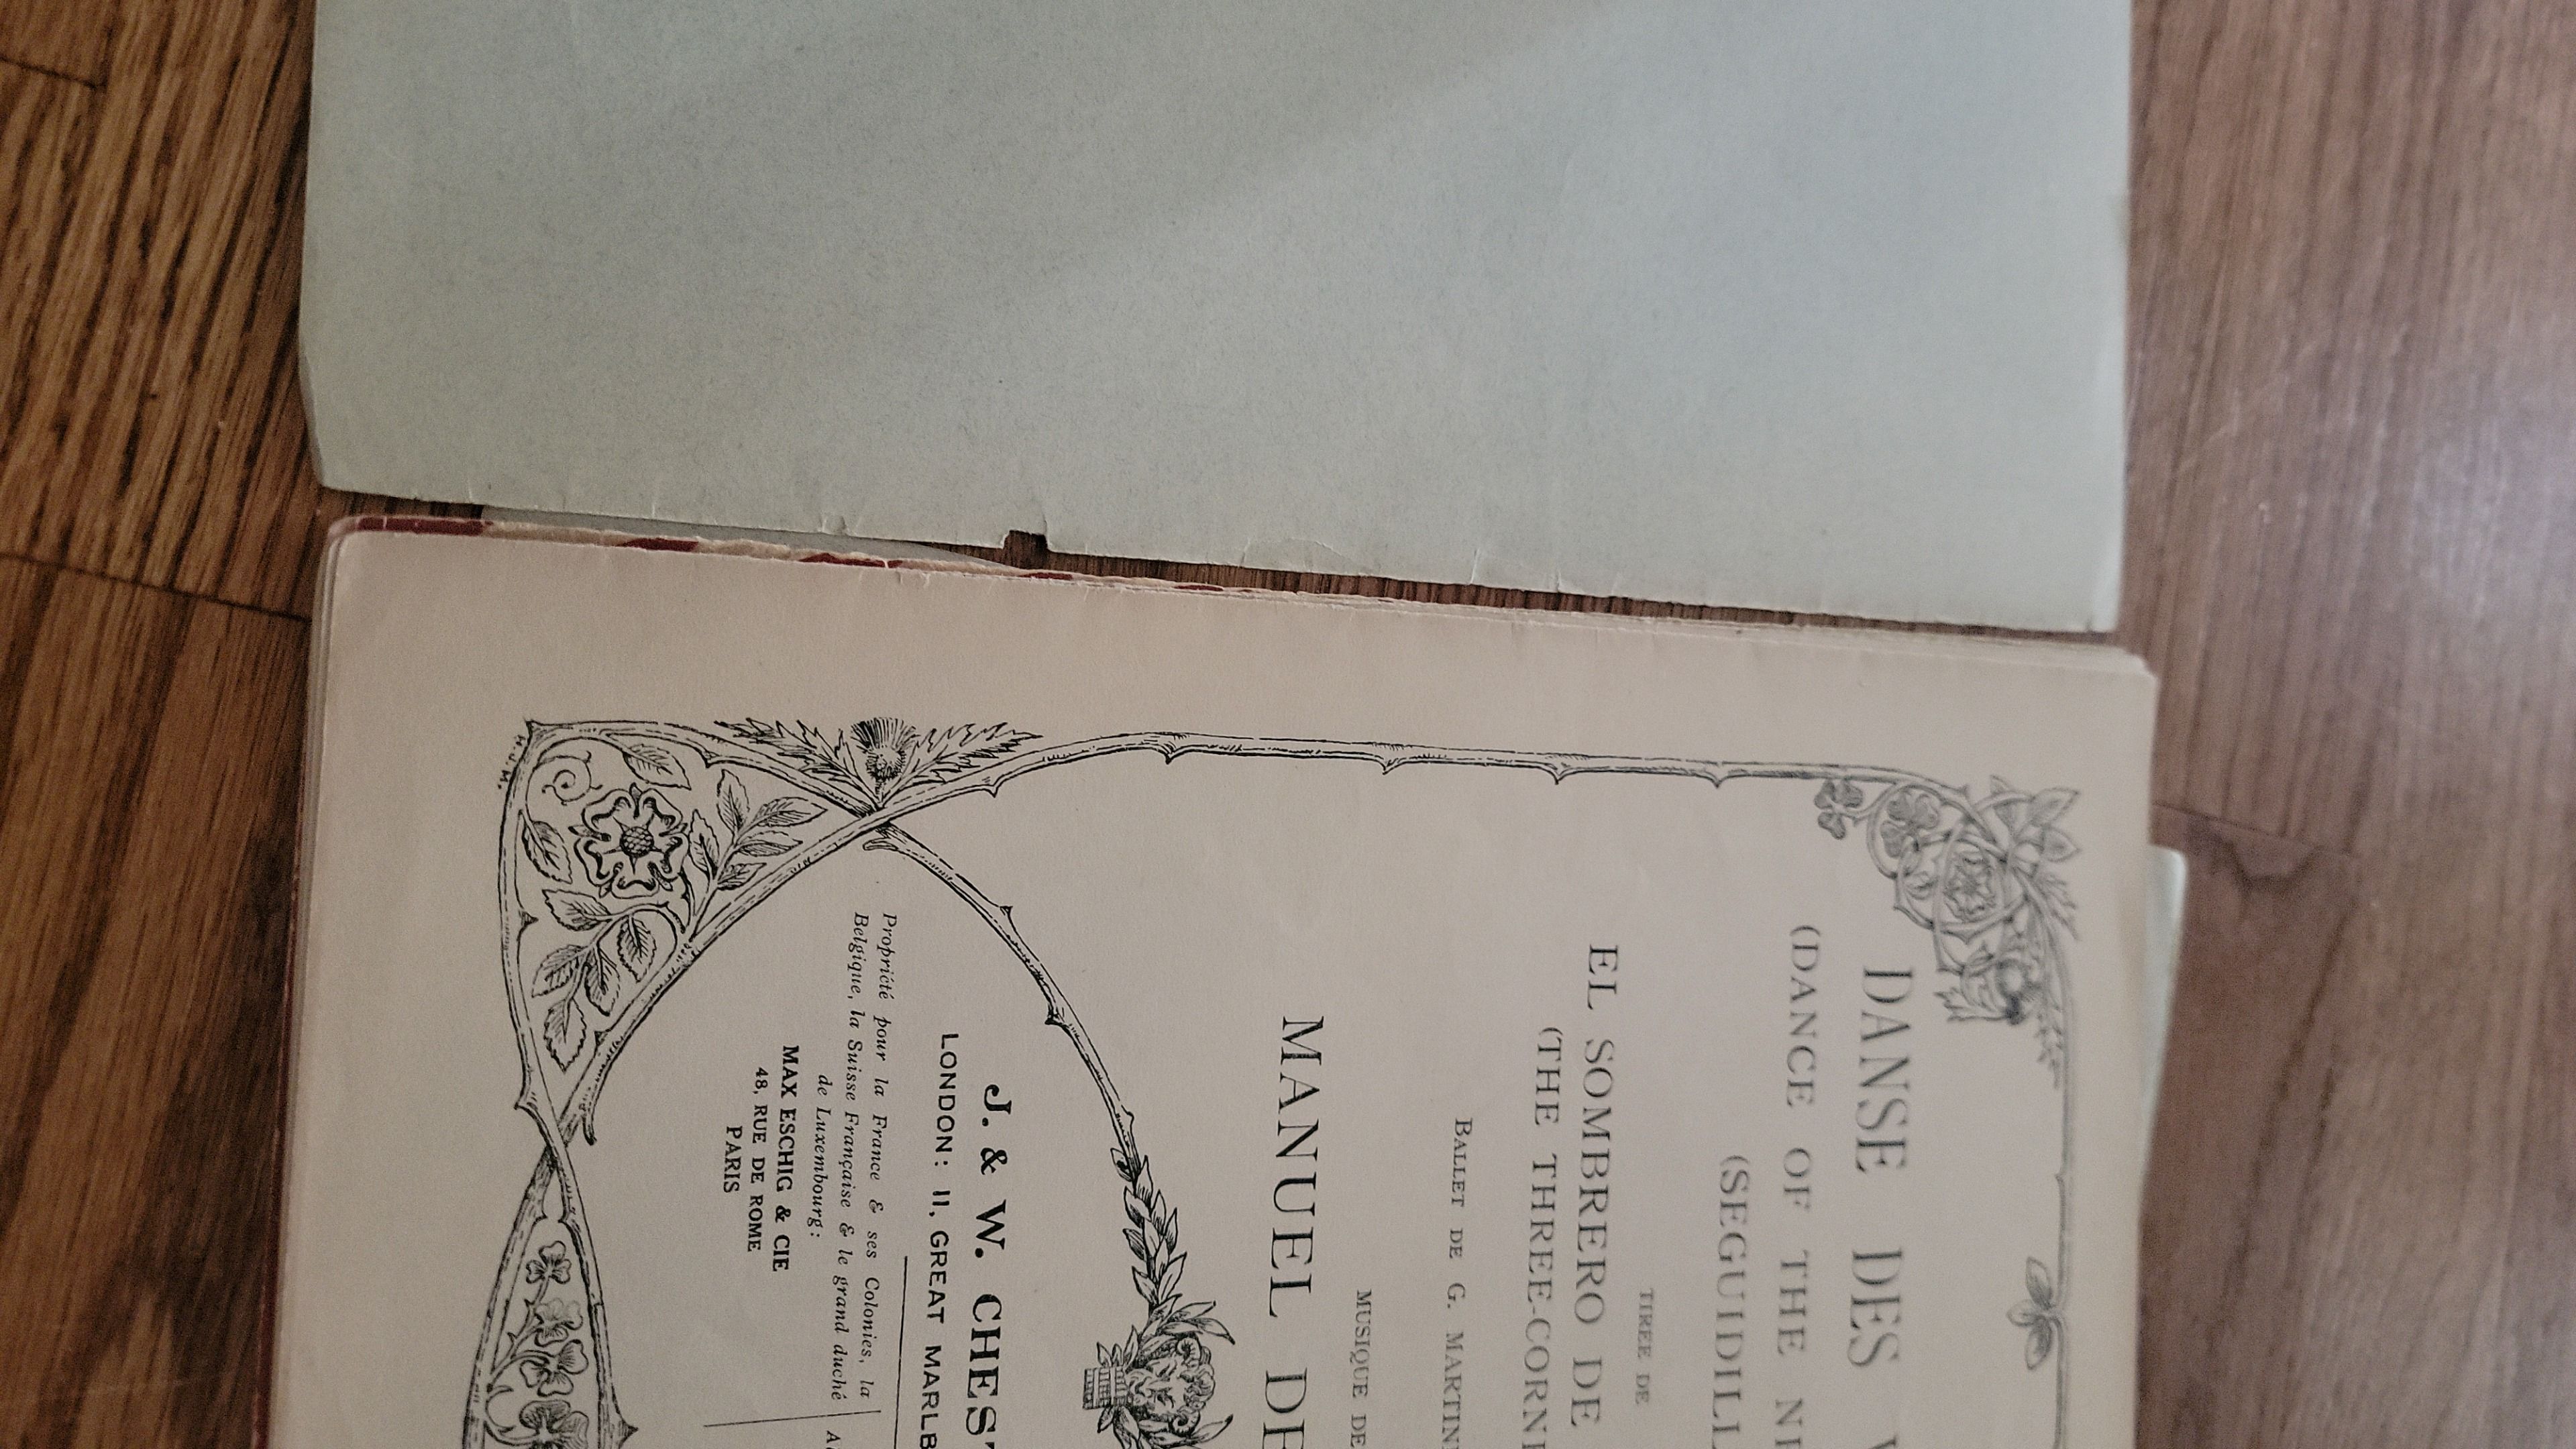 DANSE DES
(DANCE OF THE
(SEGUIDILL
TIRÉE DE
EL SOMBRERO DE
(THE THREE-CORN
BALLET DE G. MARTIN
MUSIQUE DE
MANUEL DE
J. & W. CHES
LONDON: 11, GREAT MARLB
Propriété pour la France & ses Colonies, la
Belgique, la Suisse Française & le grand duché
de Luxembourg:
MAX ESCHIG & CIE
48, RUE DE ROME
PARIS
H.J.M.